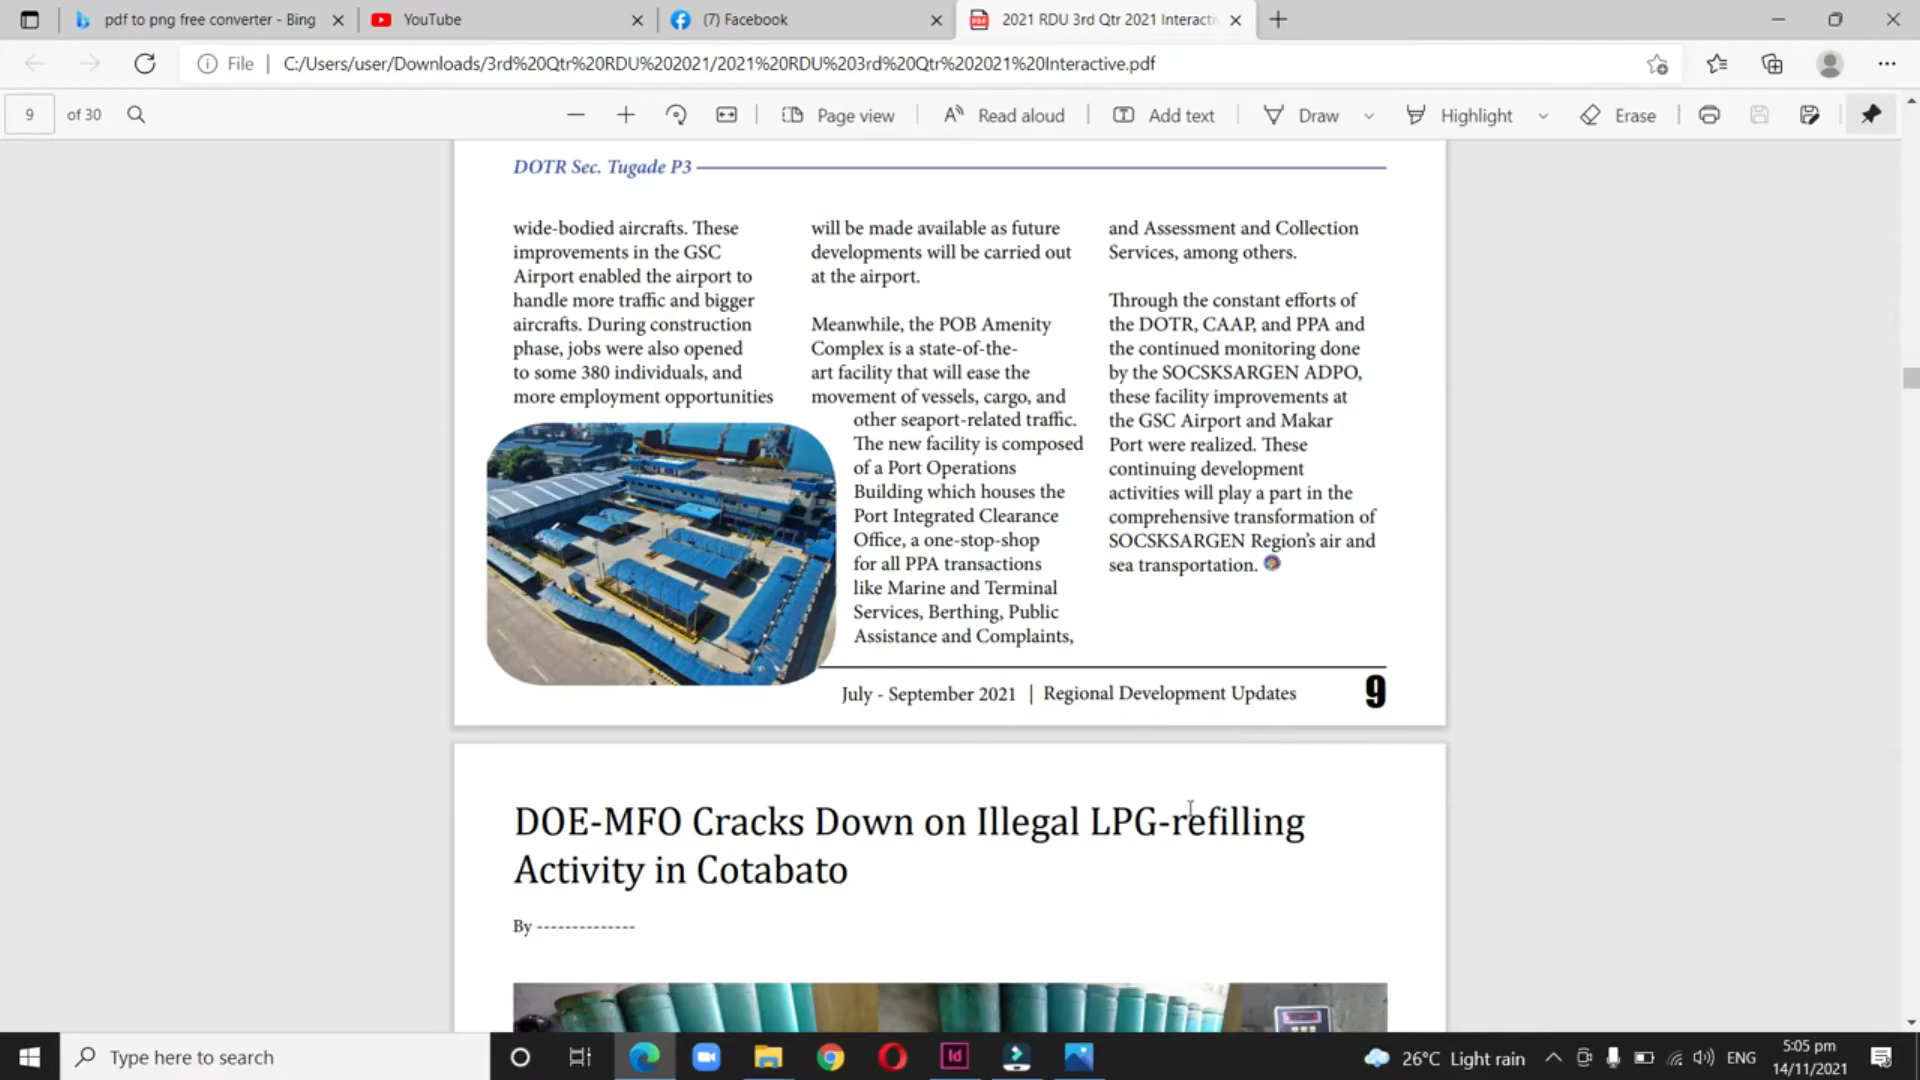 pdf to png free converter - Bing
YouTube
(7) Facebook
2021 RDU 3rd Qtr 2021 Interacti
File
C:/Users/user/Downloads/3rd%20Qtr%20RDU%202021/2021%20RDU%203rd%20Qtr%202021%20Interactive.pdf
9 of 30
Page view
Read aloud
Add text
Draw
Highlight
Erase
DOTR Sec. Tugade P3
wide-bodied aircrafts. These
improvements in the GSC
Airport enabled the airport to
handle more traffic and bigger
aircrafts. During construction
phase, jobs were also opened
to some 380 individuals, and
more employment opportunities
will be made available as future
developments will be carried out
at the airport.
Meanwhile, the POB Amenity
Complex is a state-of-the-
art facility that will ease the
movement of vessels, cargo, and
other seaport-related traffic.
The new facility is composed
of a Port Operations
Building which houses the
Port Integrated Clearance
Office, a one-stop-shop
for all PPA transactions
like Marine and Terminal
Services, Berthing, Public
Assistance and Complaints,
and Assessment and Collection
Services, among others.
Through the constant efforts of
the DOTR, CAAP, and PPA and
the continued monitoring done
by the SOCSKSARGEN ADPO,
these facility improvements at
the GSC Airport and Makar
Port were realized. These
continuing development
activities will play a part in the
comprehensive transformation of
SOCSKSARGEN Region's air and
sea transportation.
July - September 2021 | Regional Development Updates 9
DOE-MFO Cracks Down on Illegal LPG-refilling
Activity in Cotabato
By --------------
Type here to search
Id
26°C Light rain
ENG
5:05 pm
14/11/2021